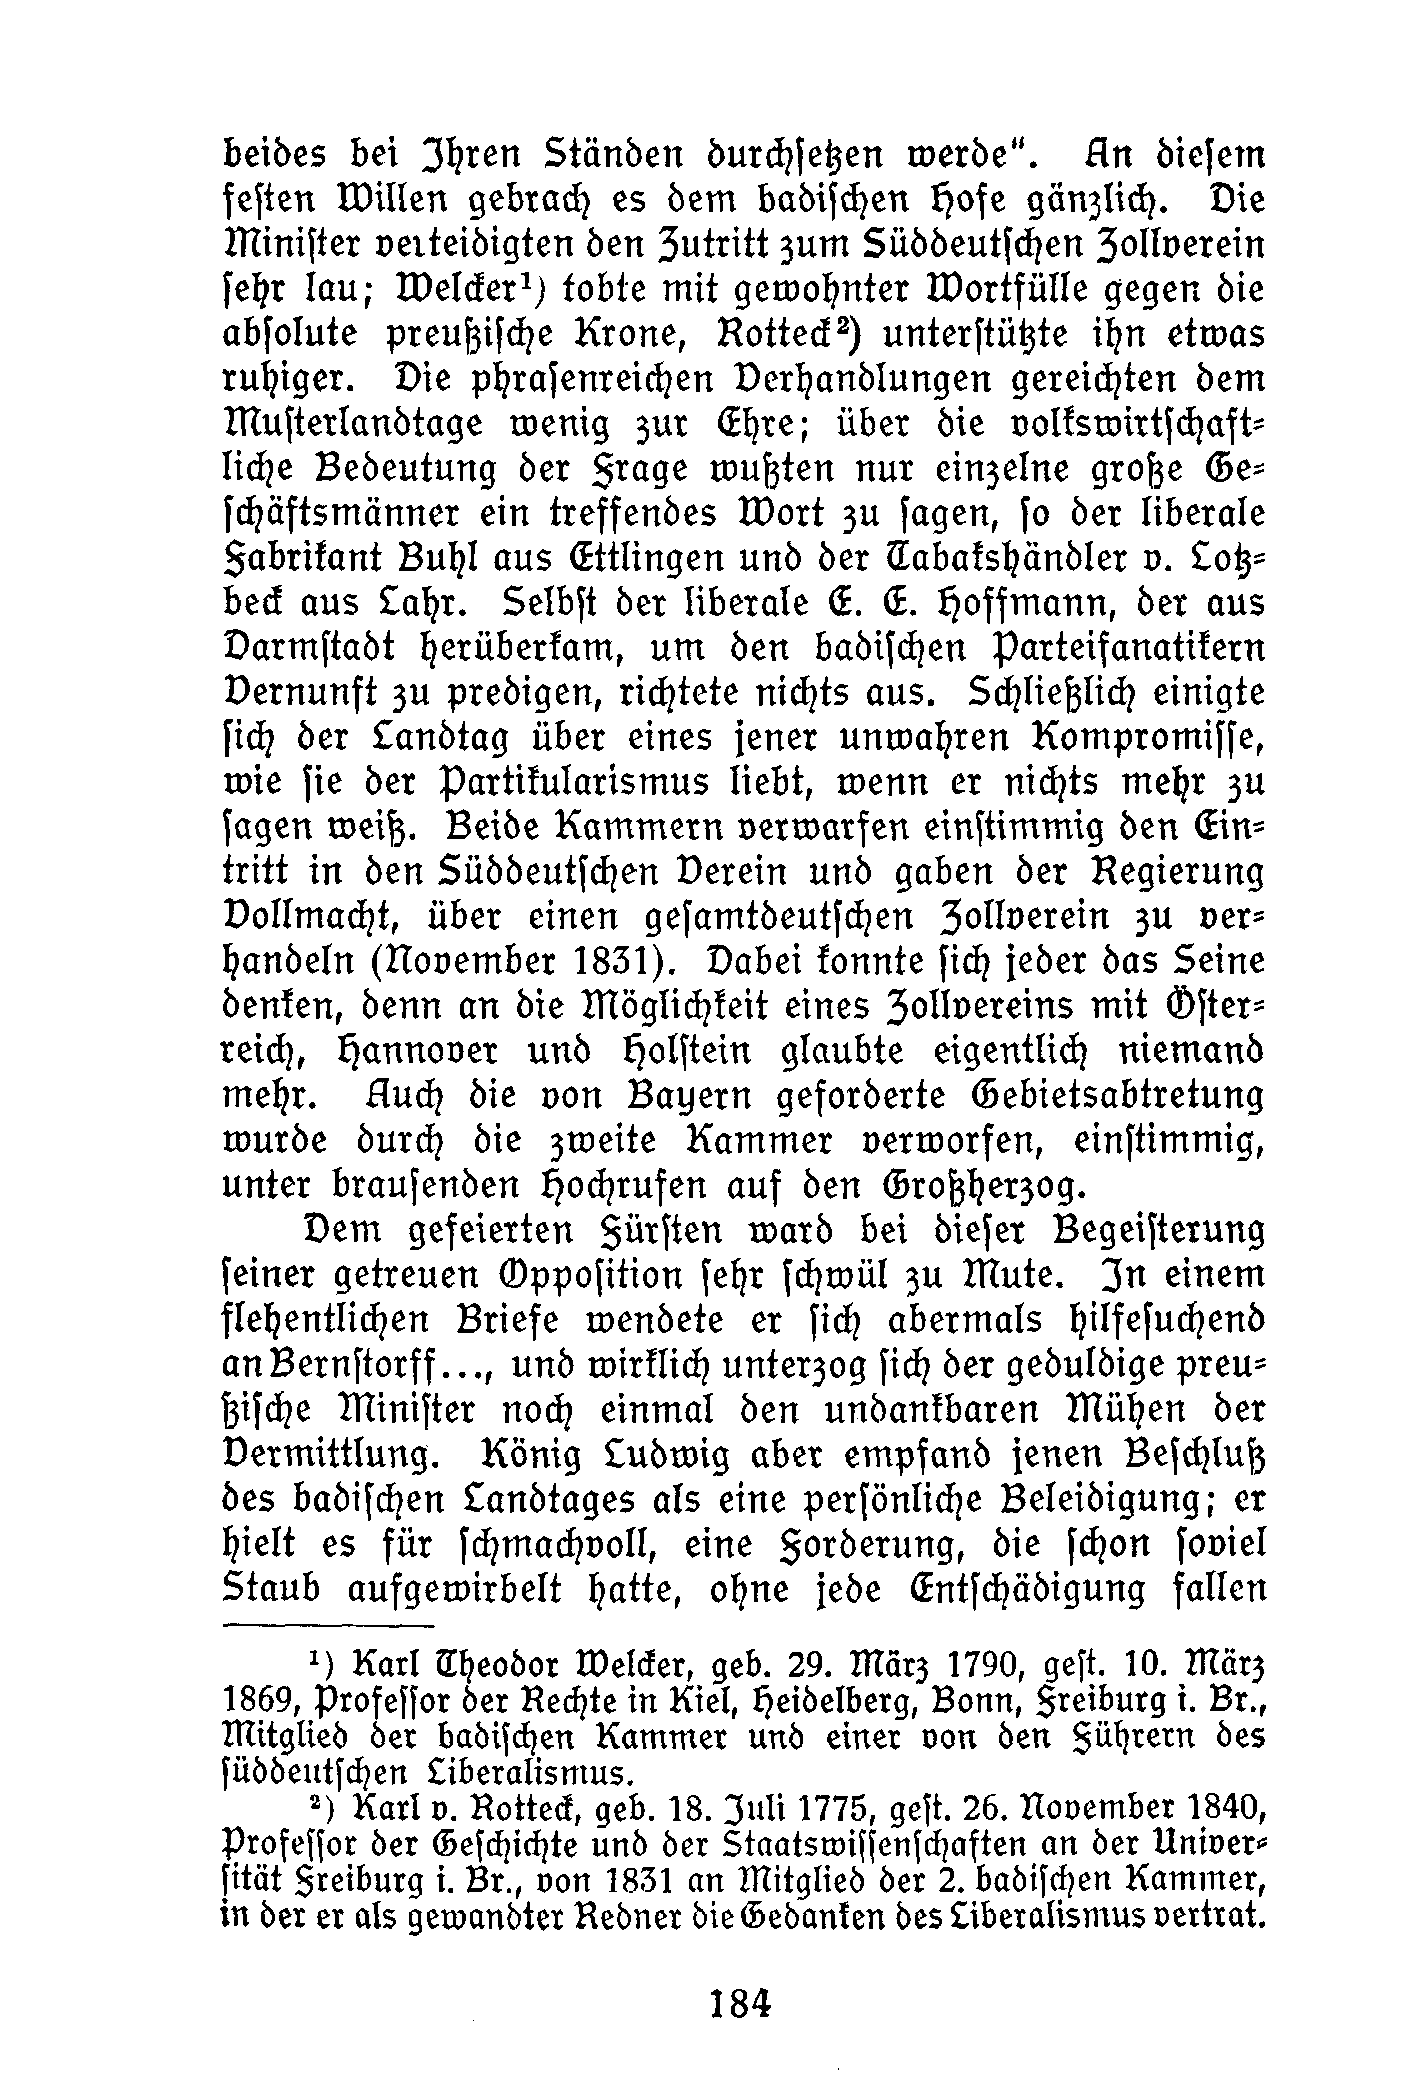 beides bei Ihren Ständen durchſetzen werde“. An dieſem
feſten Willen gebrach es dem badiſchen Hofe gänzlich. Die
Miniſter verteidigten den Zutritt zum Süddeutſchen Zollverein
ſehr lau; Welcker¹) tobte mit gewohnter Wortfülle gegen die
abſolute preußiſche Krone, Rotteck²) unterſtützte ihn etwas
ruhiger. Die phraſenreichen Verhandlungen gereichten dem
Muſterlandtage wenig zur Ehre; über die volkswirtſchaft-
liche Bedeutung der Frage wußten nur einzelne große Ge-
ſchäftsmänner ein treffendes Wort zu ſagen, ſo der liberale
Fabrikant Buhl aus Ettlingen und der Tabakshändler v. Lotz-
beck aus Lahr. Selbſt der liberale E. E. Hoffmann, der aus
Darmſtadt herüberkam, um den badiſchen Parteifanatikern
Vernunft zu predigen, richtete nichts aus. Schließlich einigte
ſich der Landtag über eines jener unwahren Kompromiſſe,
wie ſie der Partikularismus liebt, wenn er nichts mehr zu
ſagen weiß. Beide Kammern verwarfen einſtimmig den Ein-
tritt in den Süddeutſchen Verein und gaben der Regierung
Vollmacht, über einen geſamtdeutſchen Zollverein zu ver-
handeln (November 1831). Dabei konnte ſich jeder das Seine
denken, denn an die Möglichkeit eines Zollvereins mit Öſter-
reich, Hannover und Holſtein glaubte eigentlich niemand
mehr. Auch die von Bayern geforderte Gebietsabtretung
wurde durch die zweite Kammer verworfen, einſtimmig,
unter brauſenden Hochrufen auf den Großherzog.
Dem gefeierten Fürſten ward bei dieſer Begeiſterung
ſeiner getreuen Oppoſition ſehr ſchwül zu Mute. In einem
flehentlichen Briefe wendete er ſich abermals hilfeſuchend
an Bernſtorff..., und wirklich unterzog ſich der geduldige preu-
ßiſche Miniſter noch einmal den undankbaren Mühen der
Vermittlung. König Ludwig aber empfand jenen Beſchluß
des badiſchen Landtages als eine perſönliche Beleidigung; er
hielt es für ſchmachvoll, eine Forderung, die ſchon ſoviel
Staub aufgewirbelt hatte, ohne jede Entſchädigung fallen
¹) Karl Theodor Welcker, geb. 29. März 1790, geſt. 10. März
1869, Profeſſor der Rechte in Kiel, Heidelberg, Bonn, Freiburg i. Br.,
Mitglied der badiſchen Kammer und einer von den Führern des
ſüddeutſchen Liberalismus.
²) Karl v. Rotteck, geb. 18. Juli 1775, geſt. 26. November 1840,
Profeſſor der Geſchichte und der Staatswiſſenſchaften an der Univer-
ſität Freiburg i. Br., von 1831 an Mitglied der 2. badiſchen Kammer,
in der er als gewandter Redner die Gedanken des Liberalismus vertrat.
184